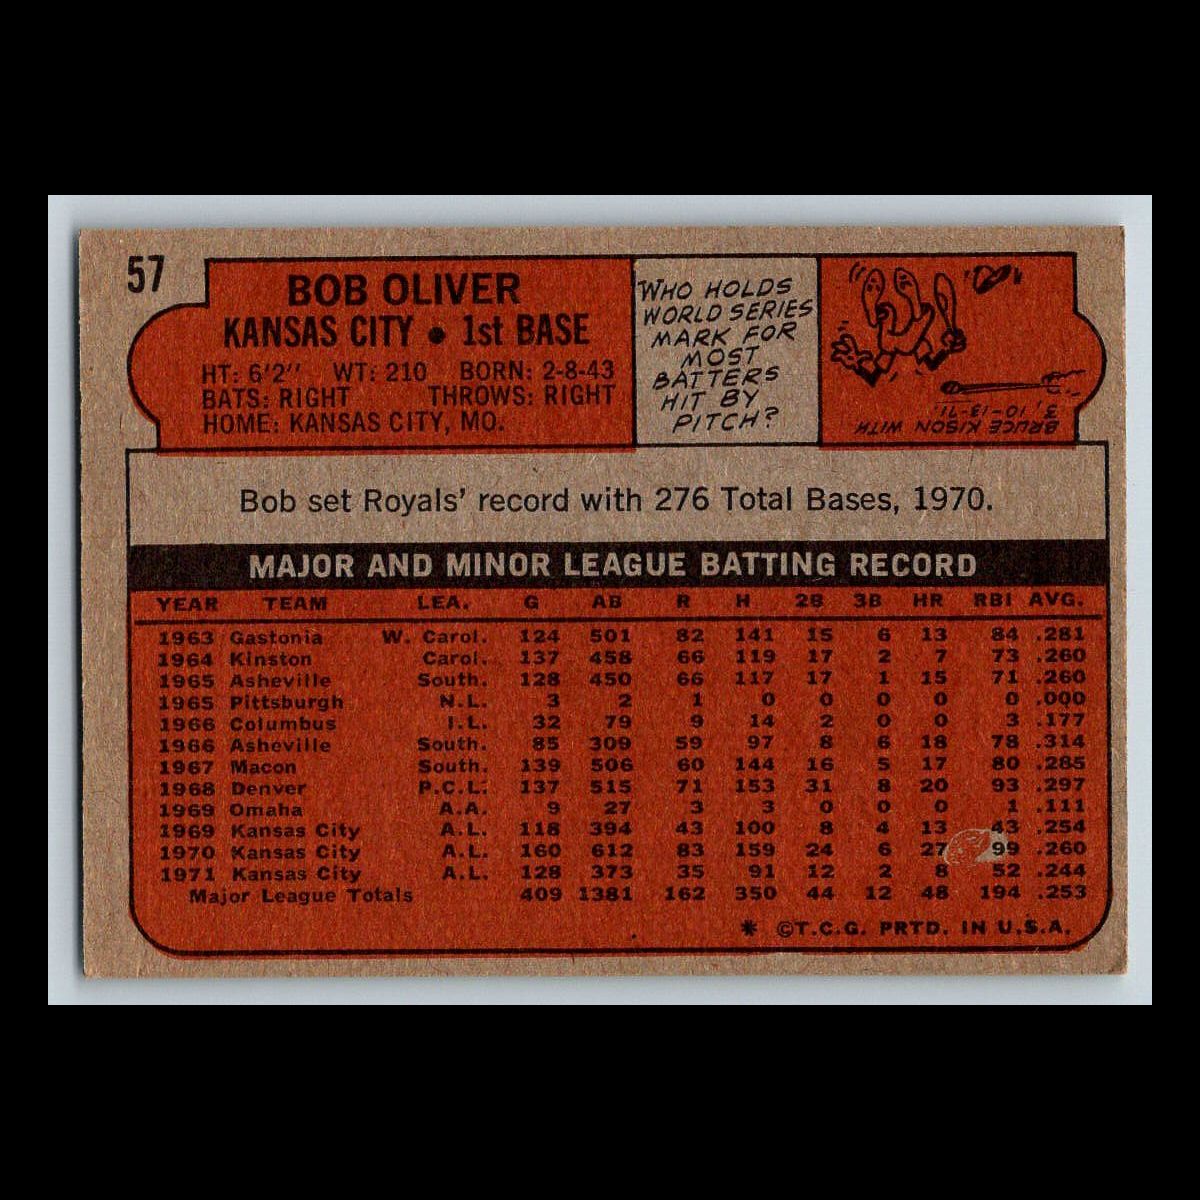 57
BOB OLIVER
KANSAS CITY • 1st BASE
HT: 6'2" WT: 210 BORN: 2-8-43
BATS: RIGHT THROWS: RIGHT
HOME: KANSAS CITY, MO.
WHO HOLDS
WORLD SERIES
MARK FOR
MOST
BATTERS
HIT BY
PITCH?
BRUCE KISON WITH
3, 10-13-71.
Bob set Royals' record with 276 Total Bases, 1970.
MAJOR AND MINOR LEAGUE BATTING RECORD
YEAR TEAM LEA. G AB R H 2B 3B HR RBI AVG.
1963 Gastonia W. Carol. 124 501 82 141 15 6 13 84 .281
1964 Kinston Carol. 137 458 66 119 17 2 7 73 .260
1965 Asheville South. 128 450 66 117 17 1 15 71 .260
1965 Pittsburgh N.L. 3 2 1 0 0 0 0 0 .000
1966 Columbus I.L. 32 79 9 14 2 0 0 3 .177
1966 Asheville South. 85 309 59 97 8 6 18 78 .314
1967 Macon South. 139 506 60 144 16 5 17 80 .285
1968 Denver P.C.L. 137 515 71 153 31 8 20 93 .297
1969 Omaha A.A. 9 27 3 3 0 0 0 1 .111
1969 Kansas City A.L. 118 394 43 100 8 4 13 43 .254
1970 Kansas City A.L. 160 612 83 159 24 6 27 99 .260
1971 Kansas City A.L. 128 373 35 91 12 2 8 52 .244
Major League Totals 409 1381 162 350 44 12 48 194 .253
* ©T.C.G. PRTD. IN U.S.A.